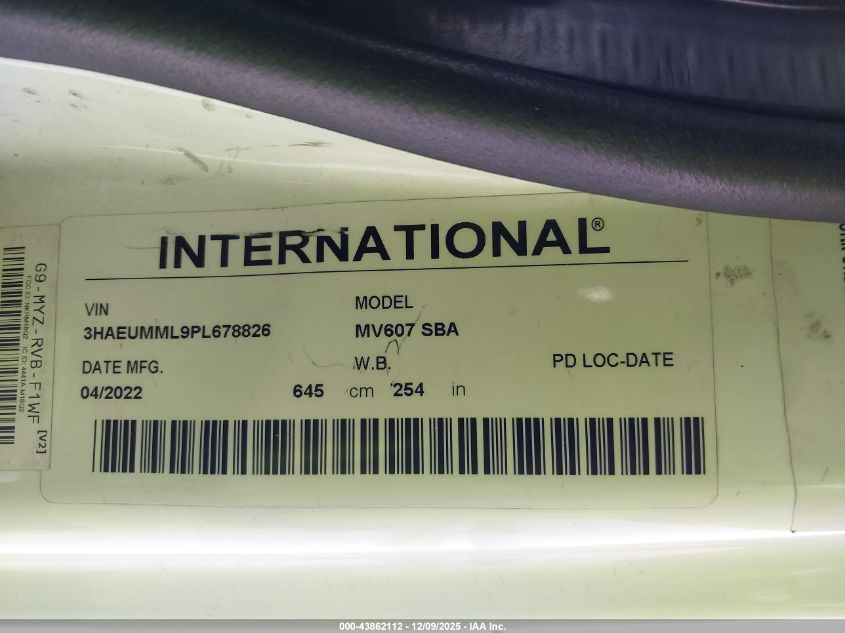 INTERNATIONAL®
VIN
3HAEUMML9PL678826
MODEL
MV607 SBA
DATE MFG.
04/2022
W.B.
645 cm 254 in
PD LOC-DATE
G9-MYZ-RVB-F1WF [V2]
000-43862112 - 12/09/2025 - IAA Inc.